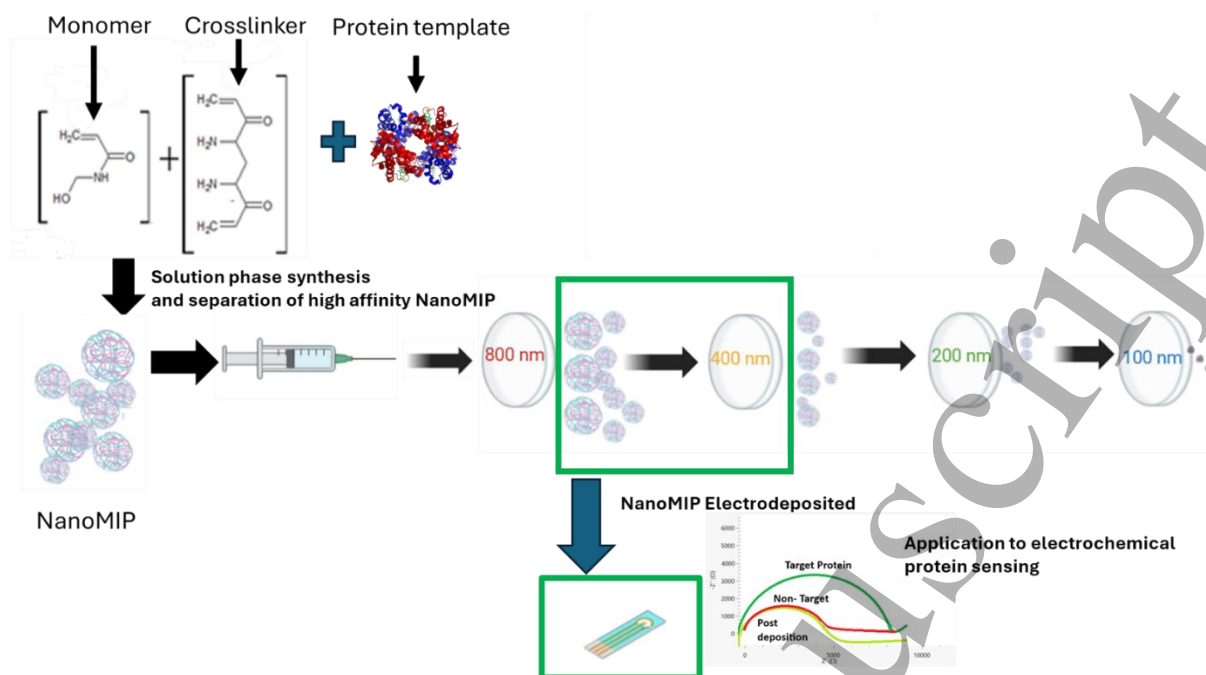 Monomer
Crosslinker
Protein template
H₂C
O
NH
HO
+
H₂C
O
H₂N
H₂N
O
H₂C
Solution phase synthesis
and separation of high affinity NanoMIP
800 nm
400 nm
200 nm
100 nm
NanoMIP
NanoMIP Electrodeposited
Application to electrochemical
protein sensing
6000
5000
4000
3000
2000
1000
0
-Z'' (Ω)
Target Protein
Non- Target
Post
deposition
0
5000
10000
Z' (Ω)
uscript